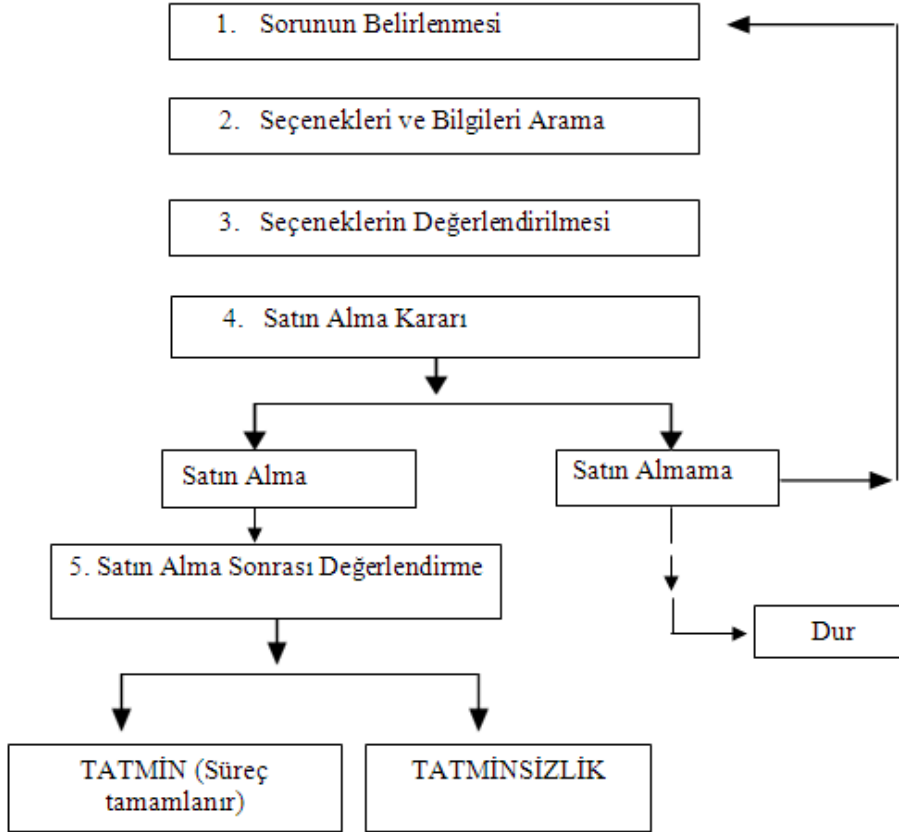 1. Sorunun Belirlenmesi
2. Seçenekleri ve Bilgileri Arama
3. Seçeneklerin Değerlendirilmesi
4. Satın Alma Kararı
Satın Alma
Satın Almama
5. Satın Alma Sonrası Değerlendirme
Dur
TATMİN (Süreç
tamamlanır)
TATMİNSİZLİK